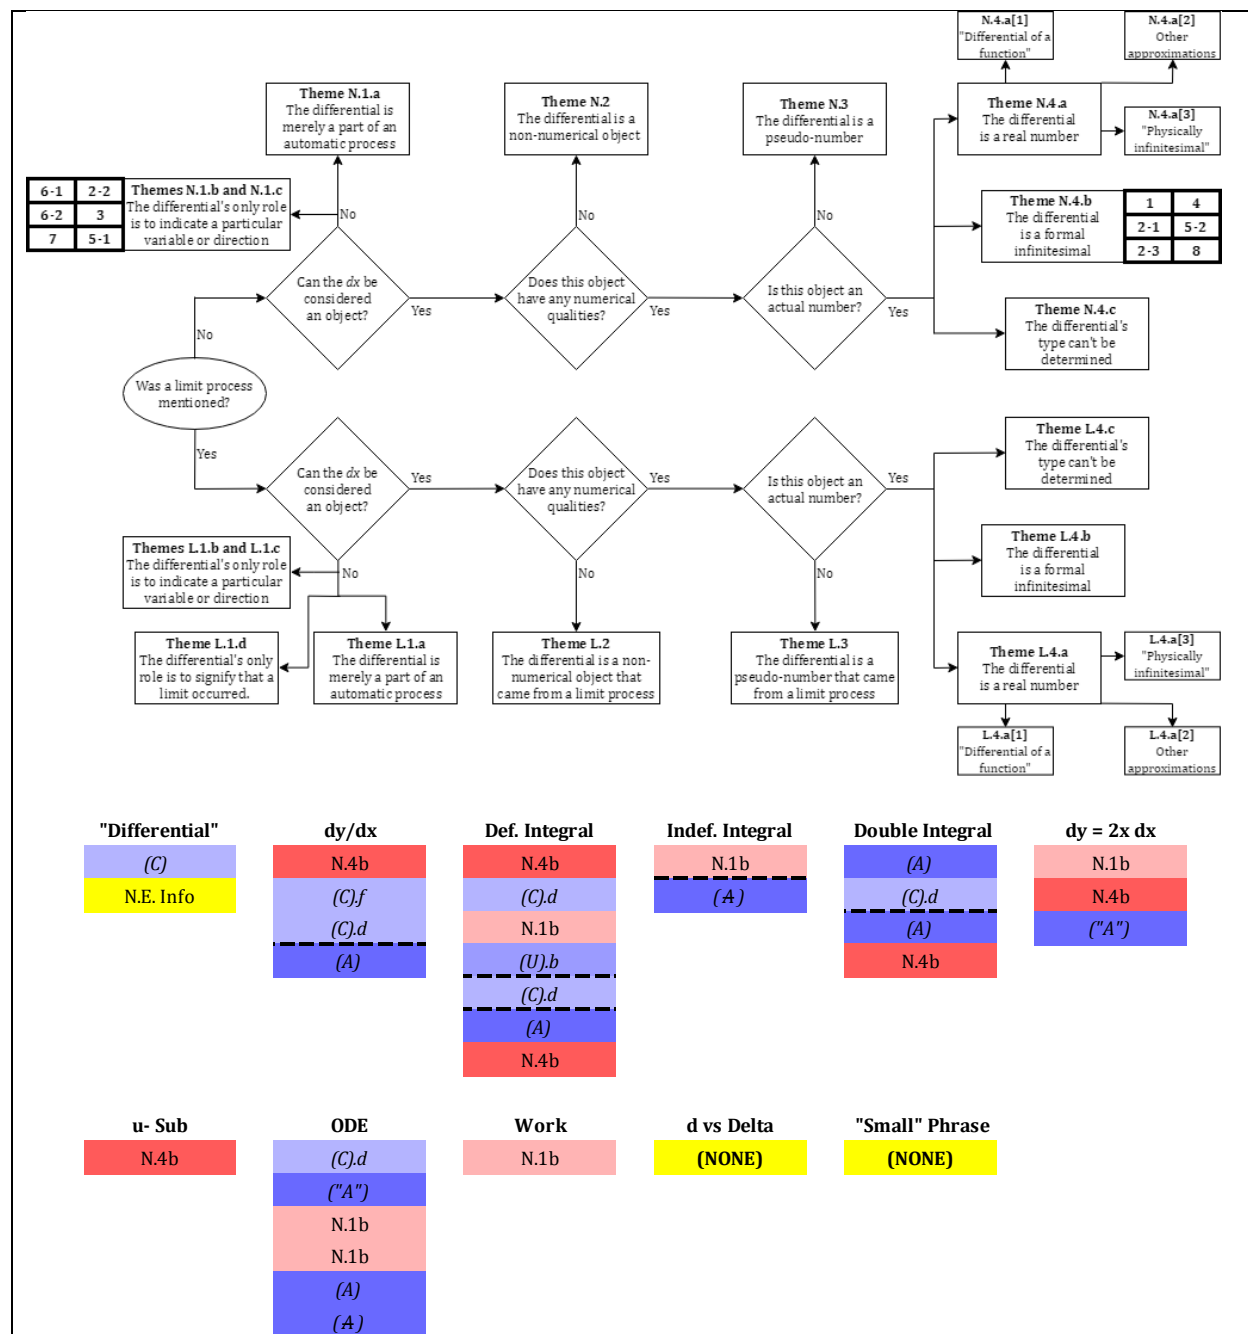 N.4.a[1]
"Differential of a
function"
N.4.a[2]
Other
approximations
Theme N.1.a
The differential is
merely a part of an
automatic process
Theme N.2
The differential is a
non-numerical object
Theme N.3
The differential is a
pseudo-number
Theme N.4.a
The differential
is a real number
N.4.a[3]
"Physically
infinitesimal"
6-1 2-2
6-2 3
7 5-1
Themes N.1.b and N.1.c
The differential's only role
is to indicate a particular
variable or direction
No
No
No
Theme N.4.b
The differential
is a formal
infinitesimal
1 4
2-1 5-2
2-3 8
Can the dx be
considered
an object?
Yes
Does this object
have any numerical
qualities?
Yes
Is this object an
actual number?
Yes
Theme N.4.c
The differential's
type can't be
determined
No
Was a limit process
mentioned?
Yes
Can the dx be
considered
an object?
Yes
Does this object
have any numerical
qualities?
Yes
Is this object an
actual number?
Yes
Theme L.4.c
The differential's
type can't be
determined
Themes L.1.b and L.1.c
The differential's only role
is to indicate a particular
variable or direction
No
No
No
Theme L.4.b
The differential
is a formal
infinitesimal
Theme L.1.d
The differential's only
role is to signify that a
limit occurred.
Theme L.1.a
The differential is
merely a part of an
automatic process
Theme L.2
The differential is a non-
numerical object that
came from a limit process
Theme L.3
The differential is a
pseudo-number that came
from a limit process
Theme L.4.a
The differential
is a real number
L.4.a[3]
"Physically
infinitesimal"
L.4.a[1]
"Differential of a
function"
L.4.a[2]
Other
approximations
"Differential" dy/dx Def. Integral Indef. Integral Double Integral dy = 2x dx
(C) N.4b N.4b N.1b (A) N.1b
N.E. Info (C).f (C).d (A) (C).d N.4b
(C).d N.1b (A) ("A")
(A) (U).b N.4b
(C).d
(A)
N.4b
u- Sub ODE Work d vs Delta "Small" Phrase
N.4b (C).d N.1b (NONE) (NONE)
("A")
N.1b
N.1b
(A)
(A)